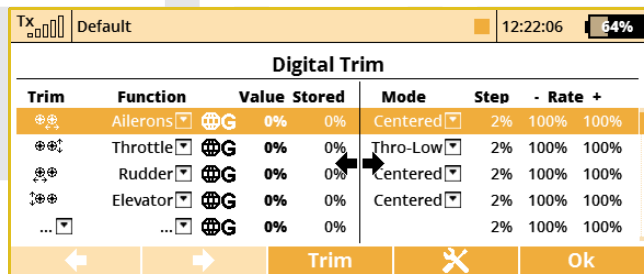 Tx Default 12:22:06 64%
Digital Trim
Trim Function Value Stored Mode Step - Rate +
Ailerons G 0% 0% Centered 2% 100% 100%
Throttle G 0% 0% Thro-Low 2% 100% 100%
Rudder G 0% 0% Centered 2% 100% 100%
Elevator G 0% 0% Centered 2% 100% 100%
... ... G 0% 0% 2% 100% 100%
Trim Ok